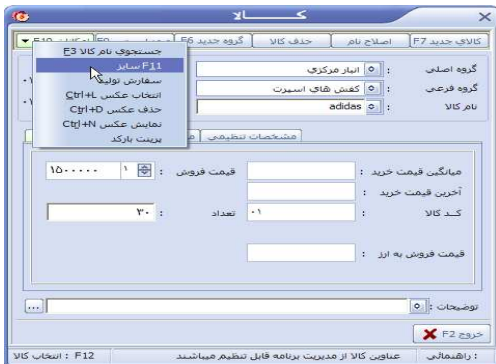 کـــــــالا
کالای جدید F7
اصلاح نام
حذف کالا
گروه جدید F6
جستجوی نام کالا F3
F11 سایز
سفارش تولید
انتخاب عکس Ctrl+L
حذف عکس Ctrl+D
نمایش عکس Ctrl+N
پرینت بارکد
گروه اصلی : انبار مرکزی
گروه فرعی : کفش های اسپرت
نام کالا : adidas
مشخصات تنظیمی
میانگین قیمت خرید :
قیمت فروش : ۱ ۱۵۰۰۰۰۰
آخرین قیمت خرید :
کـد کالا : ۰۱
تعداد : ۳۰
قیمت فروش به ارز :
توضیحات :
...
خروج F2
راهنمائی :
عناوین کالا از مدیریت برنامه قابل تنظیم میباشند
F12 : انتخاب کالا